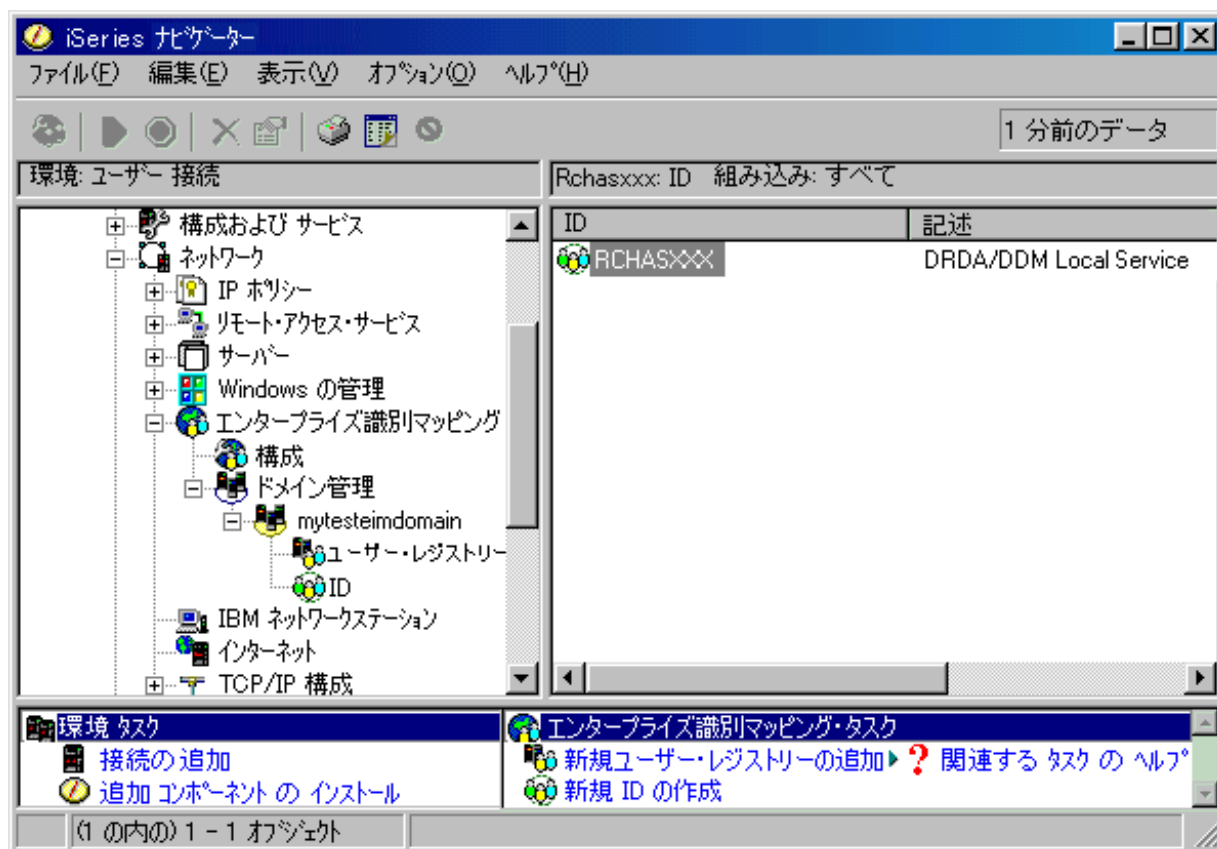 iSeries ナビゲーター
ファイル(F) 編集(E) 表示(V) オプション(O) ヘルプ(H)
1 分前のデータ
環境: ユーザー 接続
Rchasxxx: ID 組み込み: すべて
構成および サービス
ネットワーク
IP ポリシー
リモート・アクセス・サービス
サーバー
Windows の管理
エンタープライズ識別マッピング
構成
ドメイン管理
mytesteimdomain
ユーザー・レジストリー
ID
IBM ネットワークステーション
インターネット
TCP/IP 構成
ID 記述
RCHASXXX DRDA/DDM Local Service
環境 タスク
接続の追加
追加 コンポーネント の インストール
エンタープライズ識別マッピング・タスク
新規ユーザー・レジストリーの追加 ? 関連する タスク の ヘルプ
新規 ID の作成
(1 の内の) 1 - 1 オブジェクト